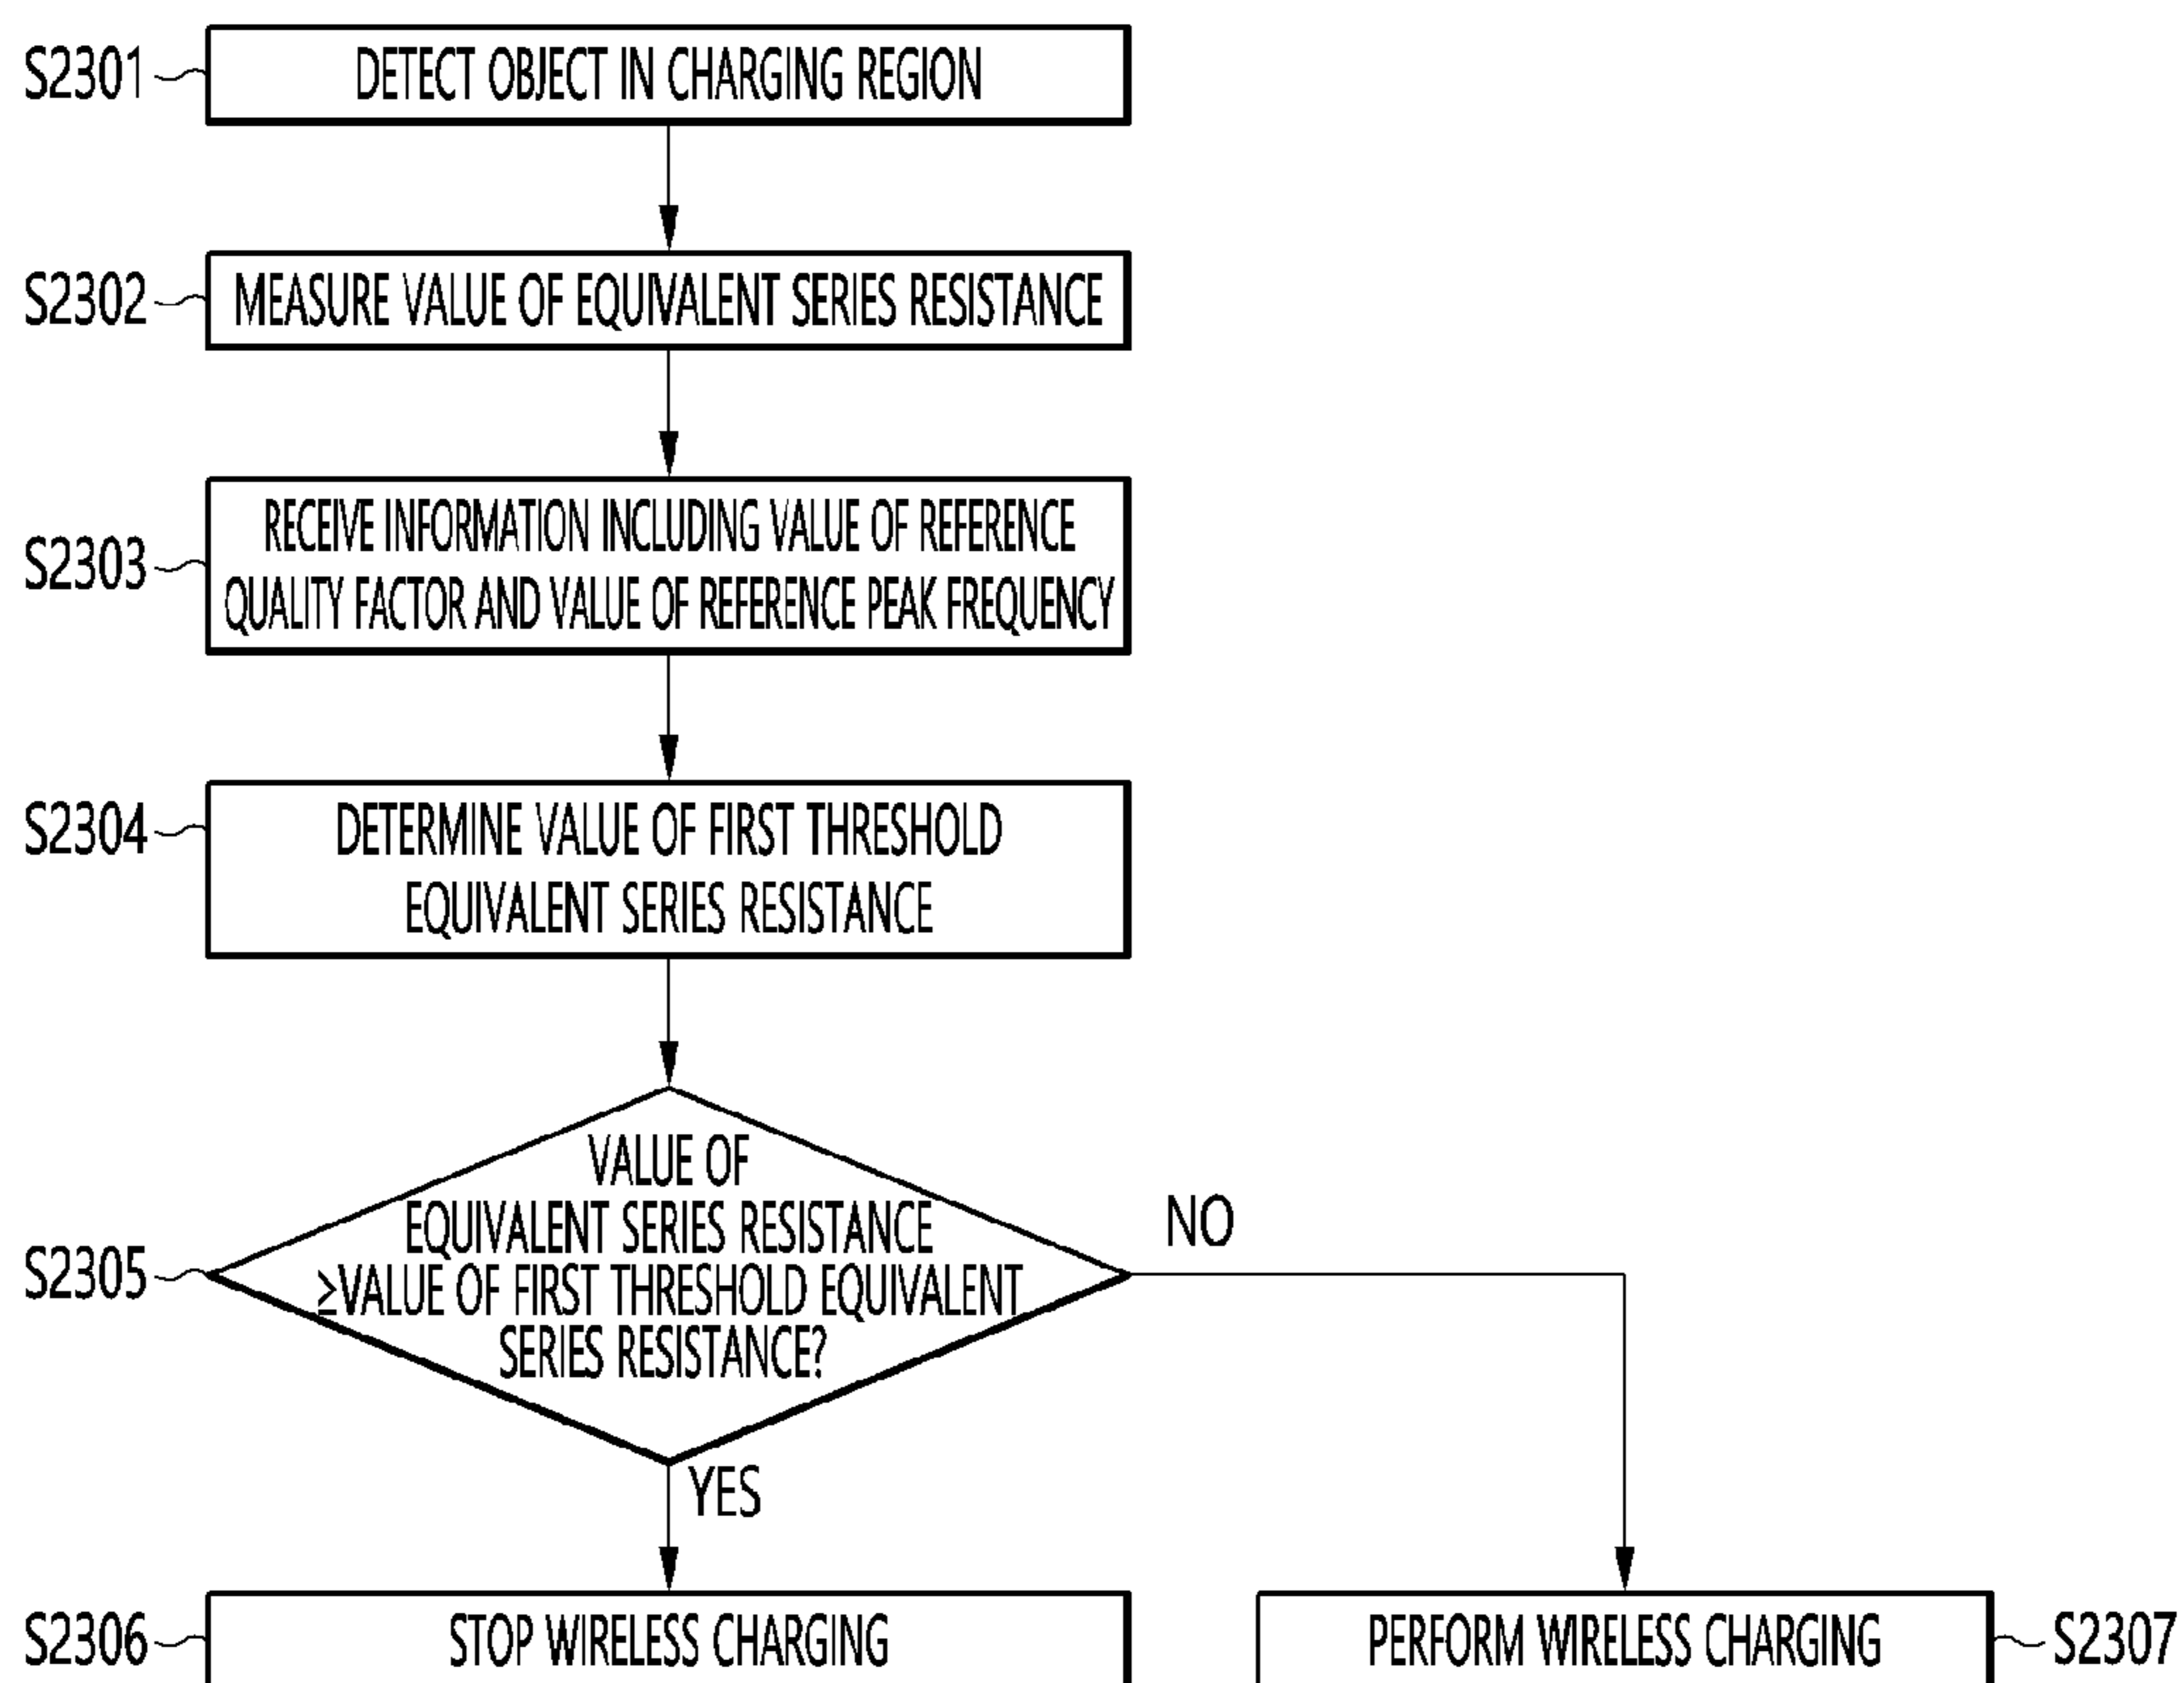 S2301
DETECT OBJECT IN CHARGING REGION
S2302
MEASURE VALUE OF EQUIVALENT SERIES RESISTANCE
S2303
RECEIVE INFORMATION INCLUDING VALUE OF REFERENCE
QUALITY FACTOR AND VALUE OF REFERENCE PEAK FREQUENCY
S2304
DETERMINE VALUE OF FIRST THRESHOLD
EQUIVALENT SERIES RESISTANCE
S2305
VALUE OF
EQUIVALENT SERIES RESISTANCE
≥VALUE OF FIRST THRESHOLD EQUIVALENT
SERIES RESISTANCE?
NO
YES
S2306
STOP WIRELESS CHARGING
PERFORM WIRELESS CHARGING
S2307